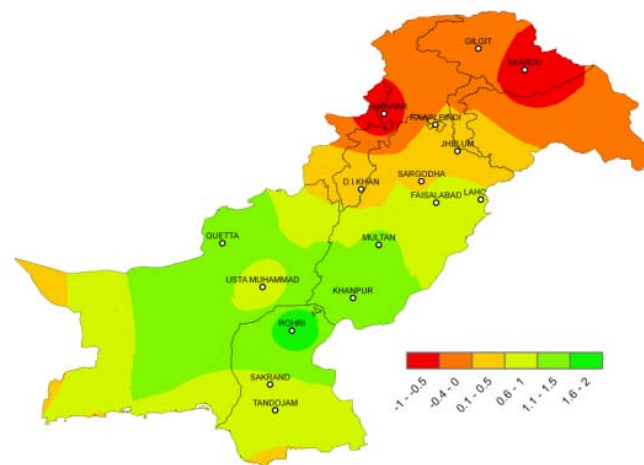 GILGIT
SKARDU
RAWALPINDI
JHELUM
D.I KHAN
SARGODHA
FAISALABAD
LAHO
QUETTA
MULTAN
USTA MUHAMMAD
KHANPUR
ROHRI
SAKRAND
TANDOJAM
-1 - -0.5
-0.4 - 0
0.1 - 0.5
0.6 - 1
1.1 - 1.5
1.6 - 2